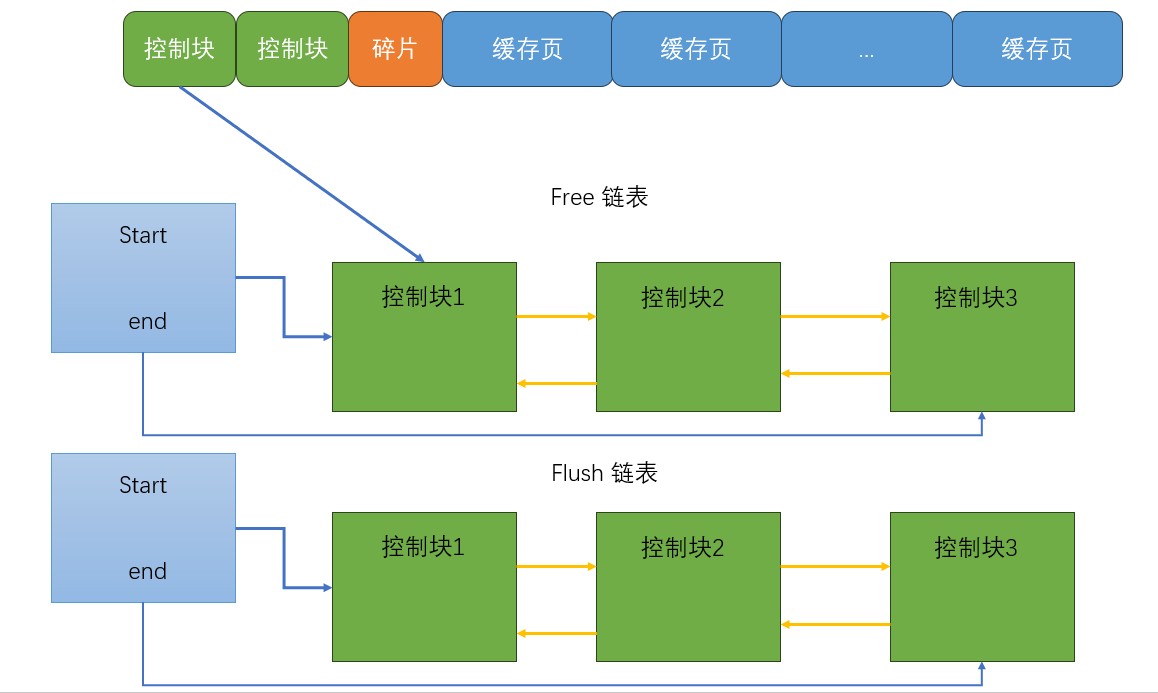 控制块 控制块 碎片 缓存页 缓存页 ... 缓存页
Free 链表
Start
end
控制块1 控制块2 控制块3
Flush 链表
Start
end
控制块1 控制块2 控制块3